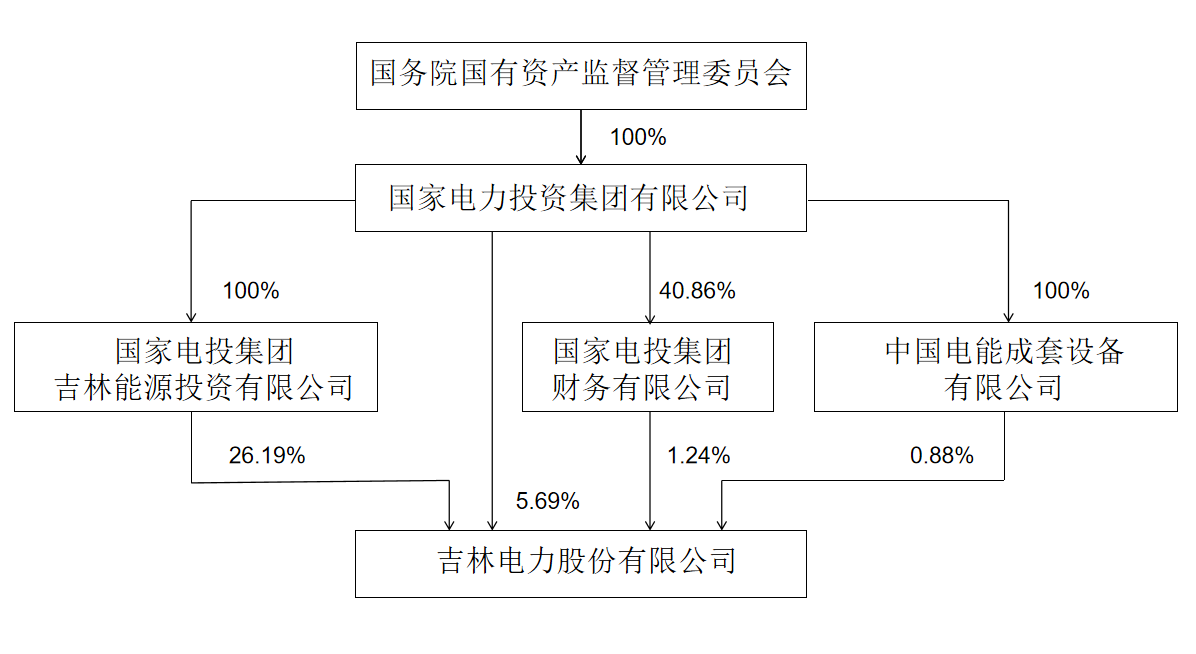 国务院国有资产监督管理委员会
100%
国家电力投资集团有限公司
100%
40.86%
100%
国家电投集团
吉林能源投资有限公司
国家电投集团
财务有限公司
中国电能成套设备
有限公司
26.19%
1.24%
0.88%
5.69%
吉林电力股份有限公司